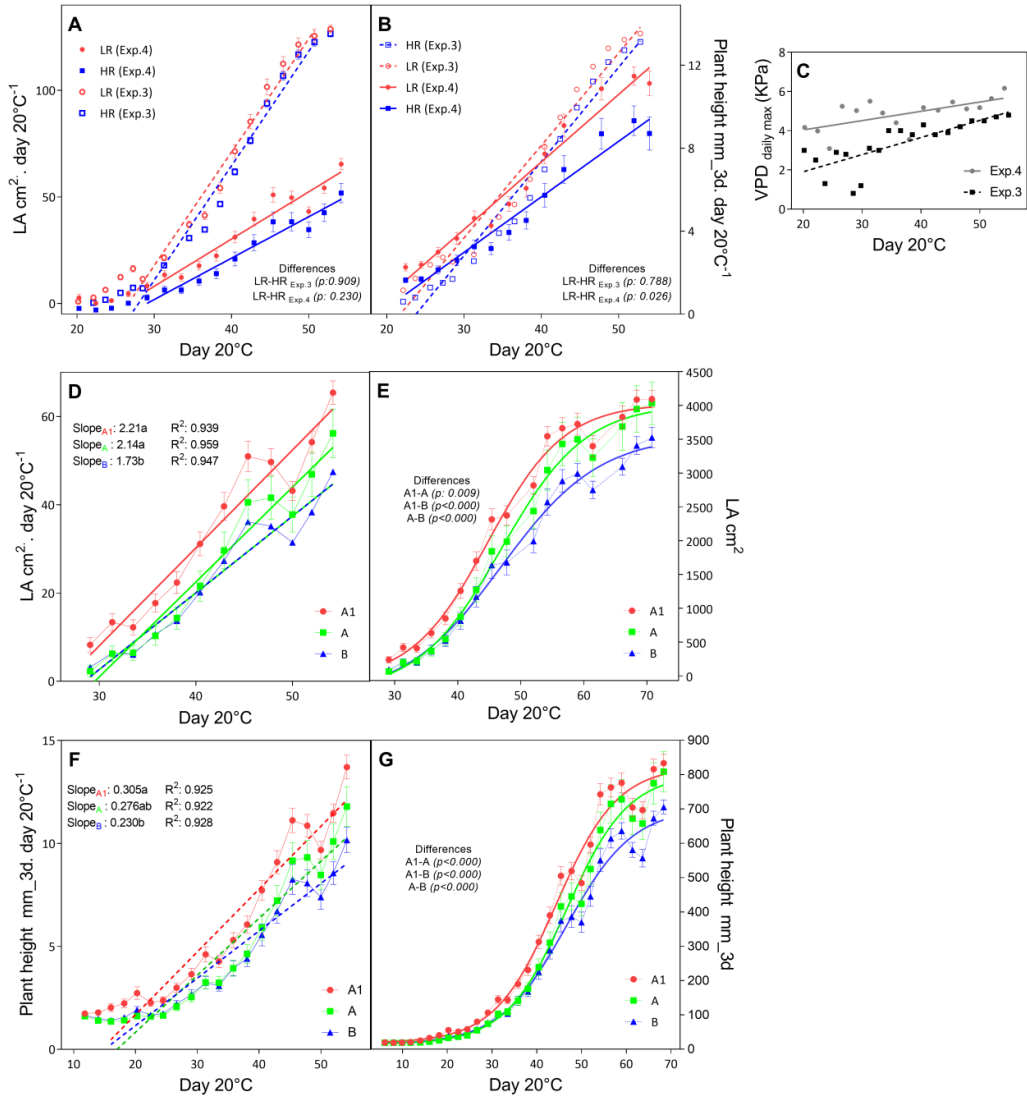 A
LR (Exp.4)
HR (Exp.4)
LR (Exp.3)
HR (Exp.3)
LA cm². day 20°C⁻¹
100
50
0
20
30
40
50
Day 20°C
Differences
LR-HR Exp.3 (p:0.909)
LR-HR Exp.4 (p: 0.230)
B
HR (Exp.3)
LR (Exp.3)
LR (Exp.4)
HR (Exp.4)
Plant height mm_3d. day 20°C⁻¹
12
8
4
0
20
30
40
50
Day 20°C
Differences
LR-HR Exp.3 (p: 0.788)
LR-HR Exp.4 (p: 0.026)
C
VPD daily max (KPa)
8
6
4
2
0
20
30
40
50
Day 20°C
Exp.4
Exp.3
D
Slope A1: 2.21a R²: 0.939
Slope A: 2.14a R²: 0.959
Slope B: 1.73b R²: 0.947
LA cm². day 20°C⁻¹
60
40
20
0
30
40
50
Day 20°C
A1
A
B
E
Differences
A1-A (p: 0.009)
A1-B (p<0.000)
A-B (p<0.000)
LA cm²
4500
4000
3500
3000
2500
2000
1500
1000
500
0
30
40
50
60
70
Day 20°C
A1
A
B
F
Slope A1: 0.305a R²: 0.925
Slope A: 0.276ab R²: 0.922
Slope B: 0.230b R²: 0.928
Plant height mm_3d. day 20°C⁻¹
15
10
5
0
10
20
30
40
50
Day 20°C
A1
A
B
G
Differences
A1-A (p<0.000)
A1-B (p<0.000)
A-B (p<0.000)
Plant height mm_3d
900
800
700
600
500
400
300
200
100
0
10
20
30
40
50
60
70
Day 20°C
A1
A
B